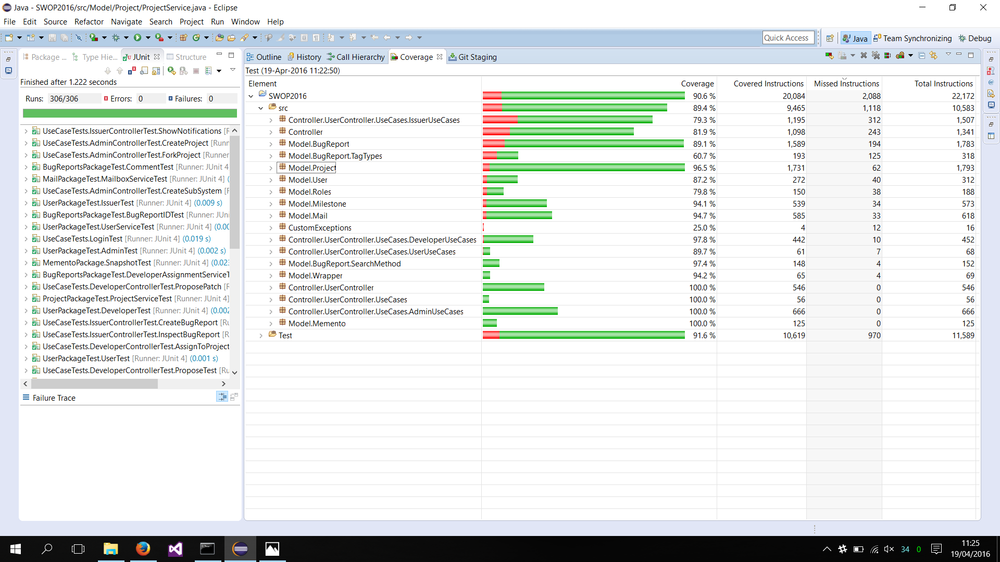 Java - SWOP2016/src/Model/Project/ProjectService.java - Eclipse
File Edit Source Refactor Navigate Search Project Run Window Help
Quick Access Java Team Synchronizing Debug
Package ... Type Hie... JUnit Structure
Finished after 1.222 seconds
Runs: 306/306 Errors: 0 Failures: 0
UseCaseTests.IssuerControllerTest.ShowNotifications [R
UseCaseTests.AdminControllerTest.CreateProject [Runn
UseCaseTests.AdminControllerTest.ForkProject [Runner
BugReportsPackageTest.CommentTest [Runner: JUnit 4
MailPackageTest.MailboxServiceTest [Runner: JUnit 4] (
UseCaseTests.AdminControllerTest.CreateSubSystem [R
UserPackageTest.IssuerTest [Runner: JUnit 4] (0.009 s)
BugReportsPackageTest.BugReportIDTest [Runner: JUni
UserPackageTest.UserServiceTest [Runner: JUnit 4] (0.00
UseCaseTests.LoginTest [Runner: JUnit 4] (0.019 s)
UserPackageTest.AdminTest [Runner: JUnit 4] (0.002 s)
MementoPackage.SnapshotTest [Runner: JUnit 4] (0.023
BugReportsPackageTest.DeveloperAssignmentServiceT
UseCaseTests.DeveloperControllerTest.ProposePatch [R
ProjectPackageTest.ProjectServiceTest [Runner: JUnit 4]
UserPackageTest.DeveloperTest [Runner: JUnit 4] (0.002
UseCaseTests.IssuerControllerTest.CreateBugReport [Ru
UseCaseTests.IssuerControllerTest.InspectBugReport [R
UseCaseTests.DeveloperControllerTest.AssignToProject
UserPackageTest.UserTest [Runner: JUnit 4] (0.001 s)
UseCaseTests.DeveloperControllerTest.ProposeTest [Ru
Failure Trace
Outline History Call Hierarchy Coverage Git Staging
Test (19-Apr-2016 11:22:50)
Element Coverage Covered Instructions Missed Instructions Total Instructions
SWOP2016 90.6 % 20,084 2,088 22,172
src 89.4 % 9,465 1,118 10,583
Controller.UserController.UseCases.IssuerUseCases 79.3 % 1,195 312 1,507
Controller 81.9 % 1,098 243 1,341
Model.BugReport 89.1 % 1,589 194 1,783
Model.BugReport.TagTypes 60.7 % 193 125 318
Model.Project 96.5 % 1,731 62 1,793
Model.User 87.2 % 272 40 312
Model.Roles 79.8 % 150 38 188
Model.Milestone 94.1 % 539 34 573
Model.Mail 94.7 % 585 33 618
CustomExceptions 25.0 % 4 12 16
Controller.UserController.UseCases.DeveloperUseCases 97.8 % 442 10 452
Controller.UserController.UseCases.UserUseCases 89.7 % 61 7 68
Model.BugReport.SearchMethod 97.4 % 148 4 152
Model.Wrapper 94.2 % 65 4 69
Controller.UserController 100.0 % 546 0 546
Controller.UserController.UseCases 100.0 % 56 0 56
Controller.UserController.UseCases.AdminUseCases 100.0 % 666 0 666
Model.Memento 100.0 % 125 0 125
Test 91.6 % 10,619 970 11,589
34 0
11:25
19/04/2016